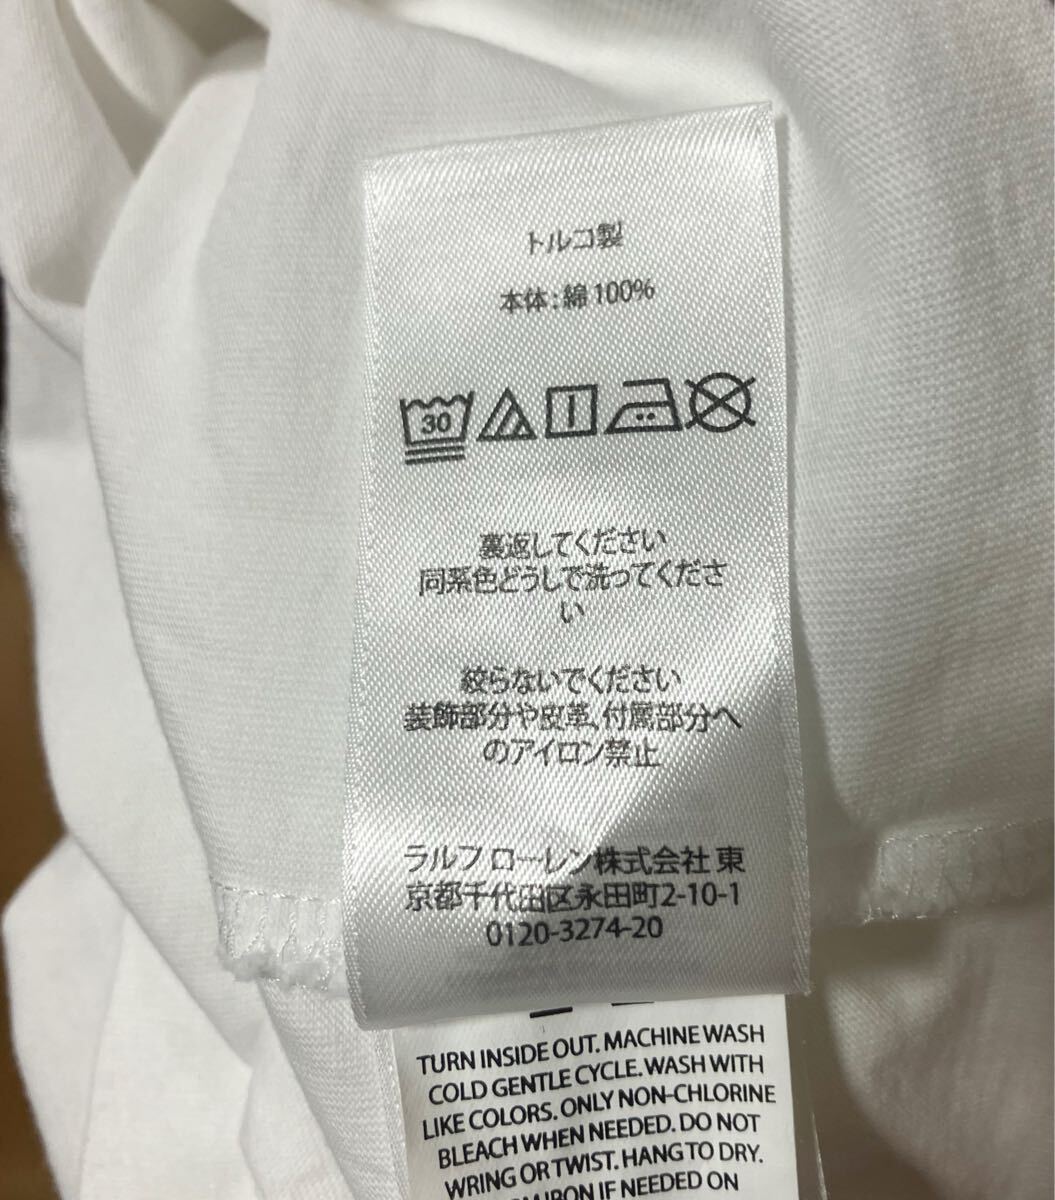 トルコ製
本体:綿100%
30
裏返してください
同系色どうしで洗ってくださ
い
絞らないでください
装飾部分や皮革、付属部分へ
のアイロン禁止
ラルフ ローレン株式会社 東
京都千代田区永田町2-10-1
0120-3274-20
TURN INSIDE OUT. MACHINE WASH
COLD GENTLE CYCLE. WASH WITH
LIKE COLORS. ONLY NON-CHLORINE
BLEACH WHEN NEEDED. DO NOT
WRING OR TWIST. HANG TO DRY.
IRON IF NEEDED ON